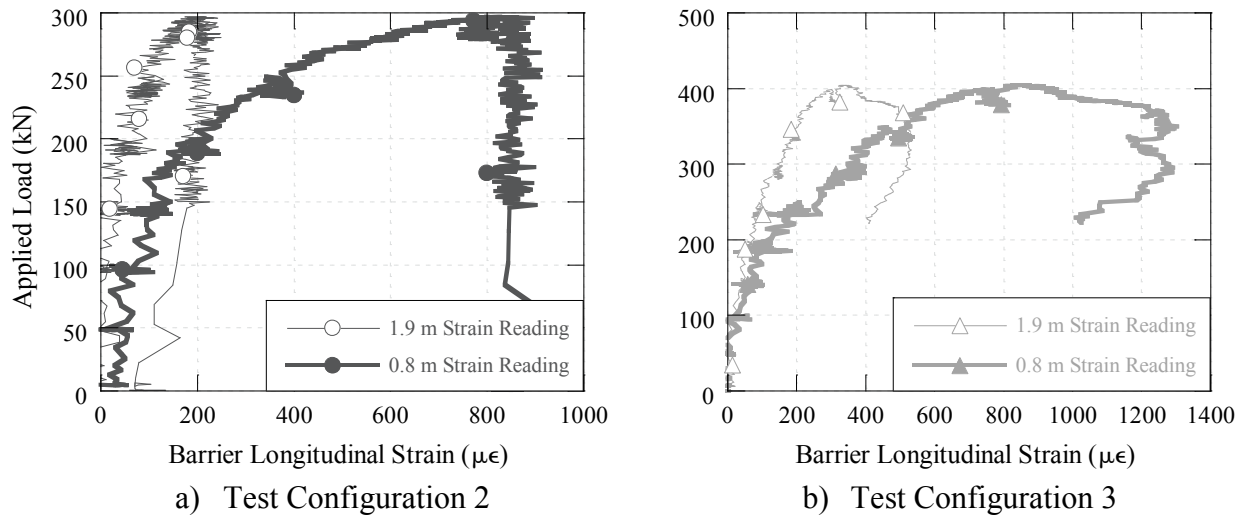 300
250
200
150
100
50
0
Applied Load (kN)
1.9 m Strain Reading
0.8 m Strain Reading
0 200 400 600 800 1000
Barrier Longitudinal Strain (με)
a) Test Configuration 2
500
400
300
200
100
0
1.9 m Strain Reading
0.8 m Strain Reading
0 200 400 600 800 1000 1200 1400
Barrier Longitudinal Strain (με)
b) Test Configuration 3